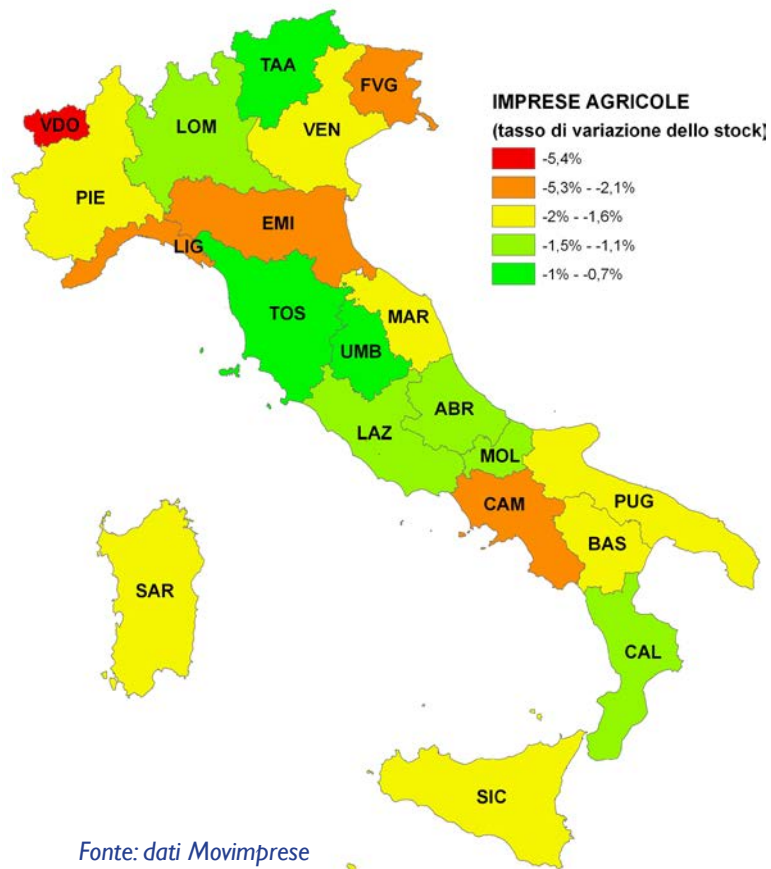 TAA
FVG
VDO
LOM
VEN
PIE
EMI
LIG
TOS
MAR
UMB
ABR
LAZ
MOL
CAM
PUG
BAS
SAR
CAL
SIC
IMPRESE AGRICOLE
(tasso di variazione dello stock)
-5,4%
-5,3% - -2,1%
-2% - -1,6%
-1,5% - -1,1%
-1% - -0,7%
Fonte: dati Movimprese